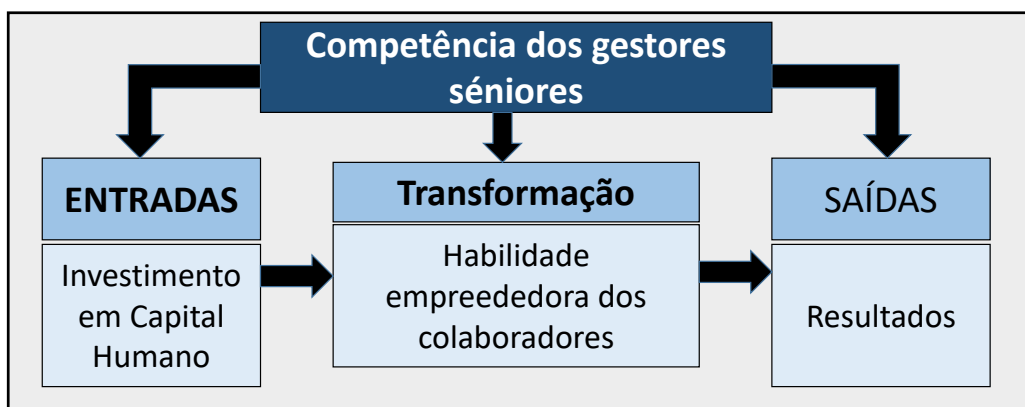 Competência dos gestores
séniores
ENTRADAS
Transformação
SAÍDAS
Investimento
em Capital
Humano
Habilidade
empreededora dos
colaboradores
Resultados